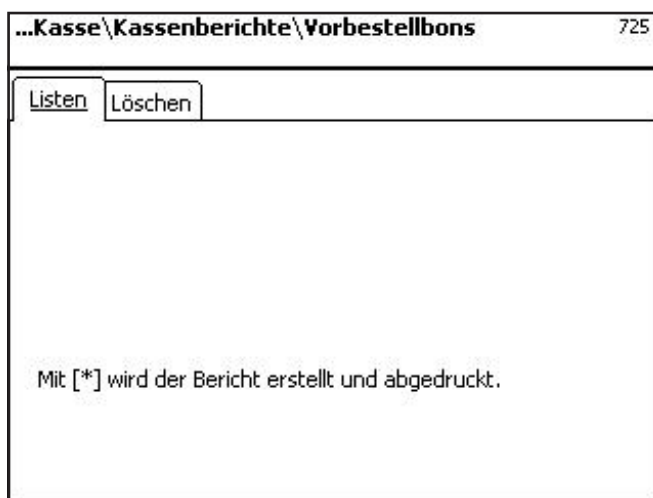 ...Kasse\Kassenberichte\Vorbestellbons 725
Listen Löschen
Mit [*] wird der Bericht erstellt und abgedruckt.